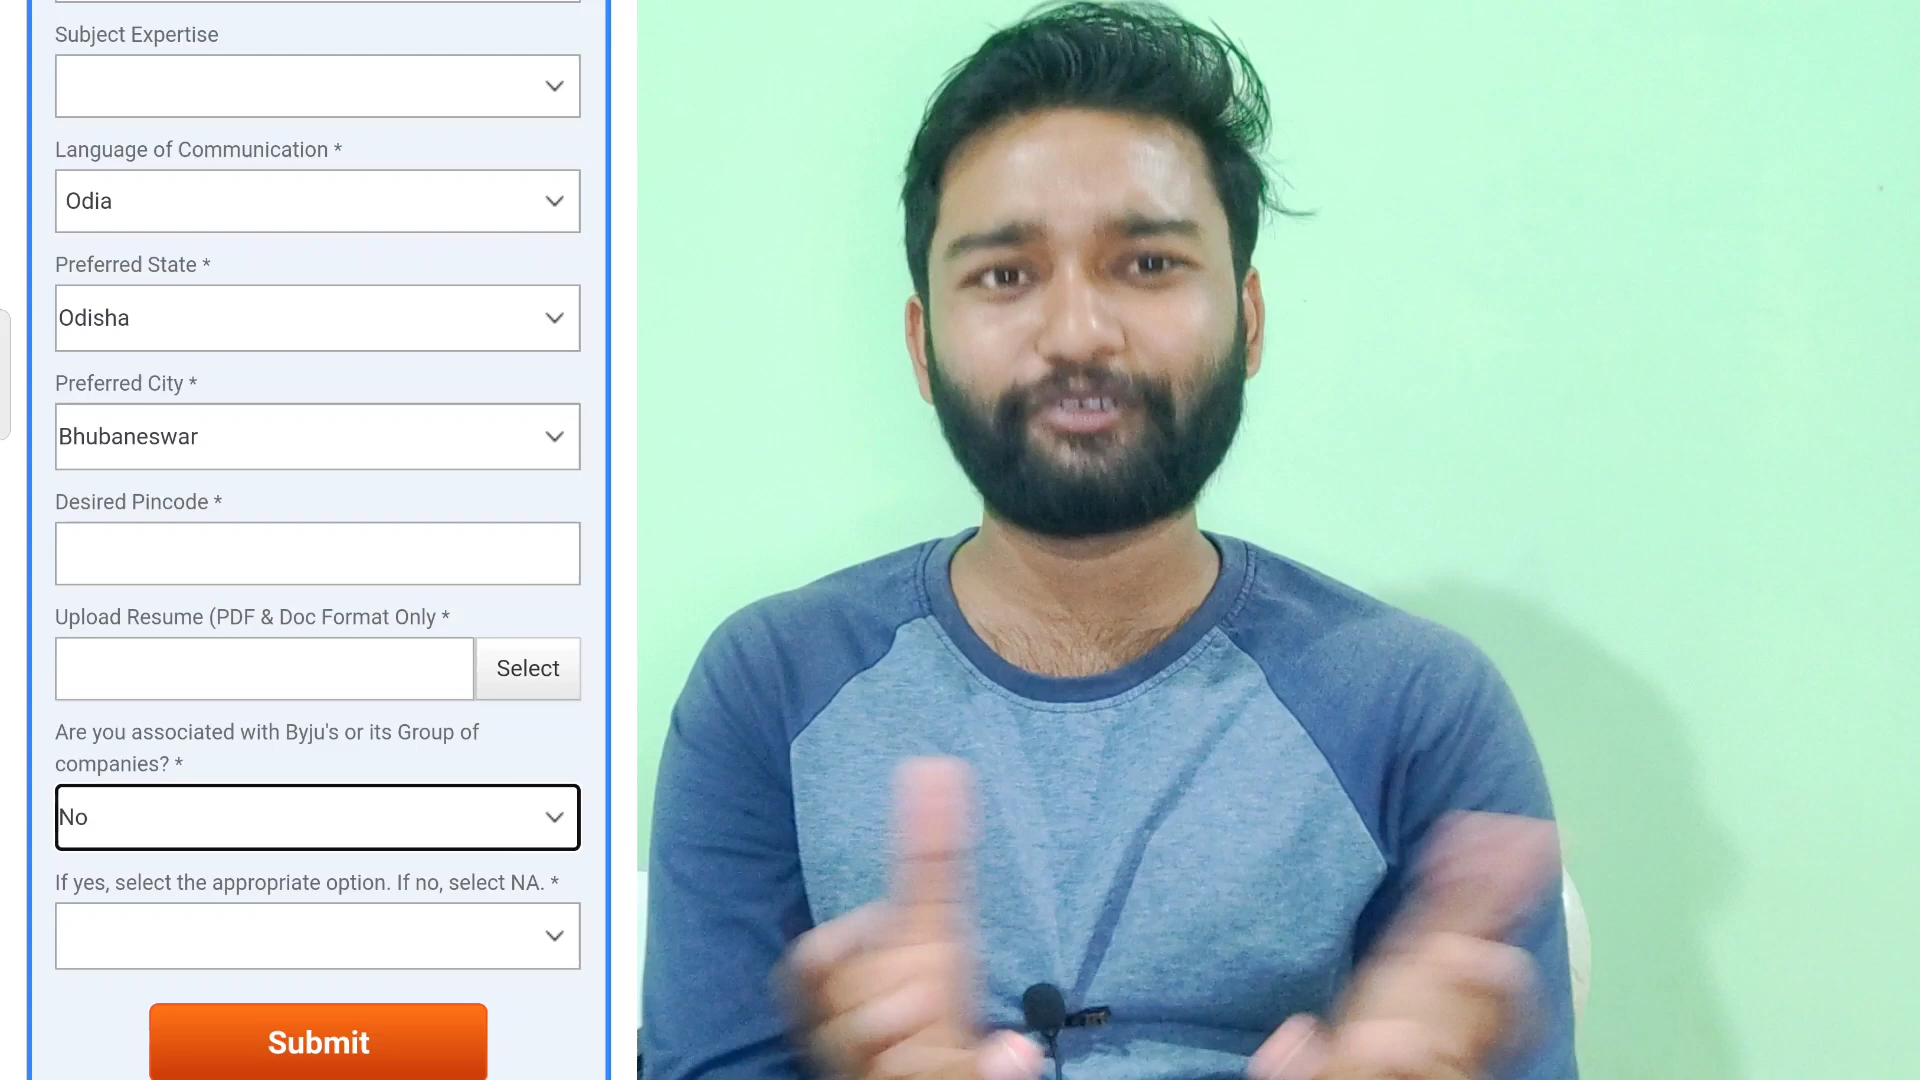 Subject Expertise
Language of Communication *
Odia
Preferred State *
Odisha
Preferred City *
Bhubaneswar
Desired Pincode *
Upload Resume (PDF & Doc Format Only *
Select
Are you associated with Byju's or its Group of
companies? *
No
If yes, select the appropriate option. If no, select NA. *
Submit